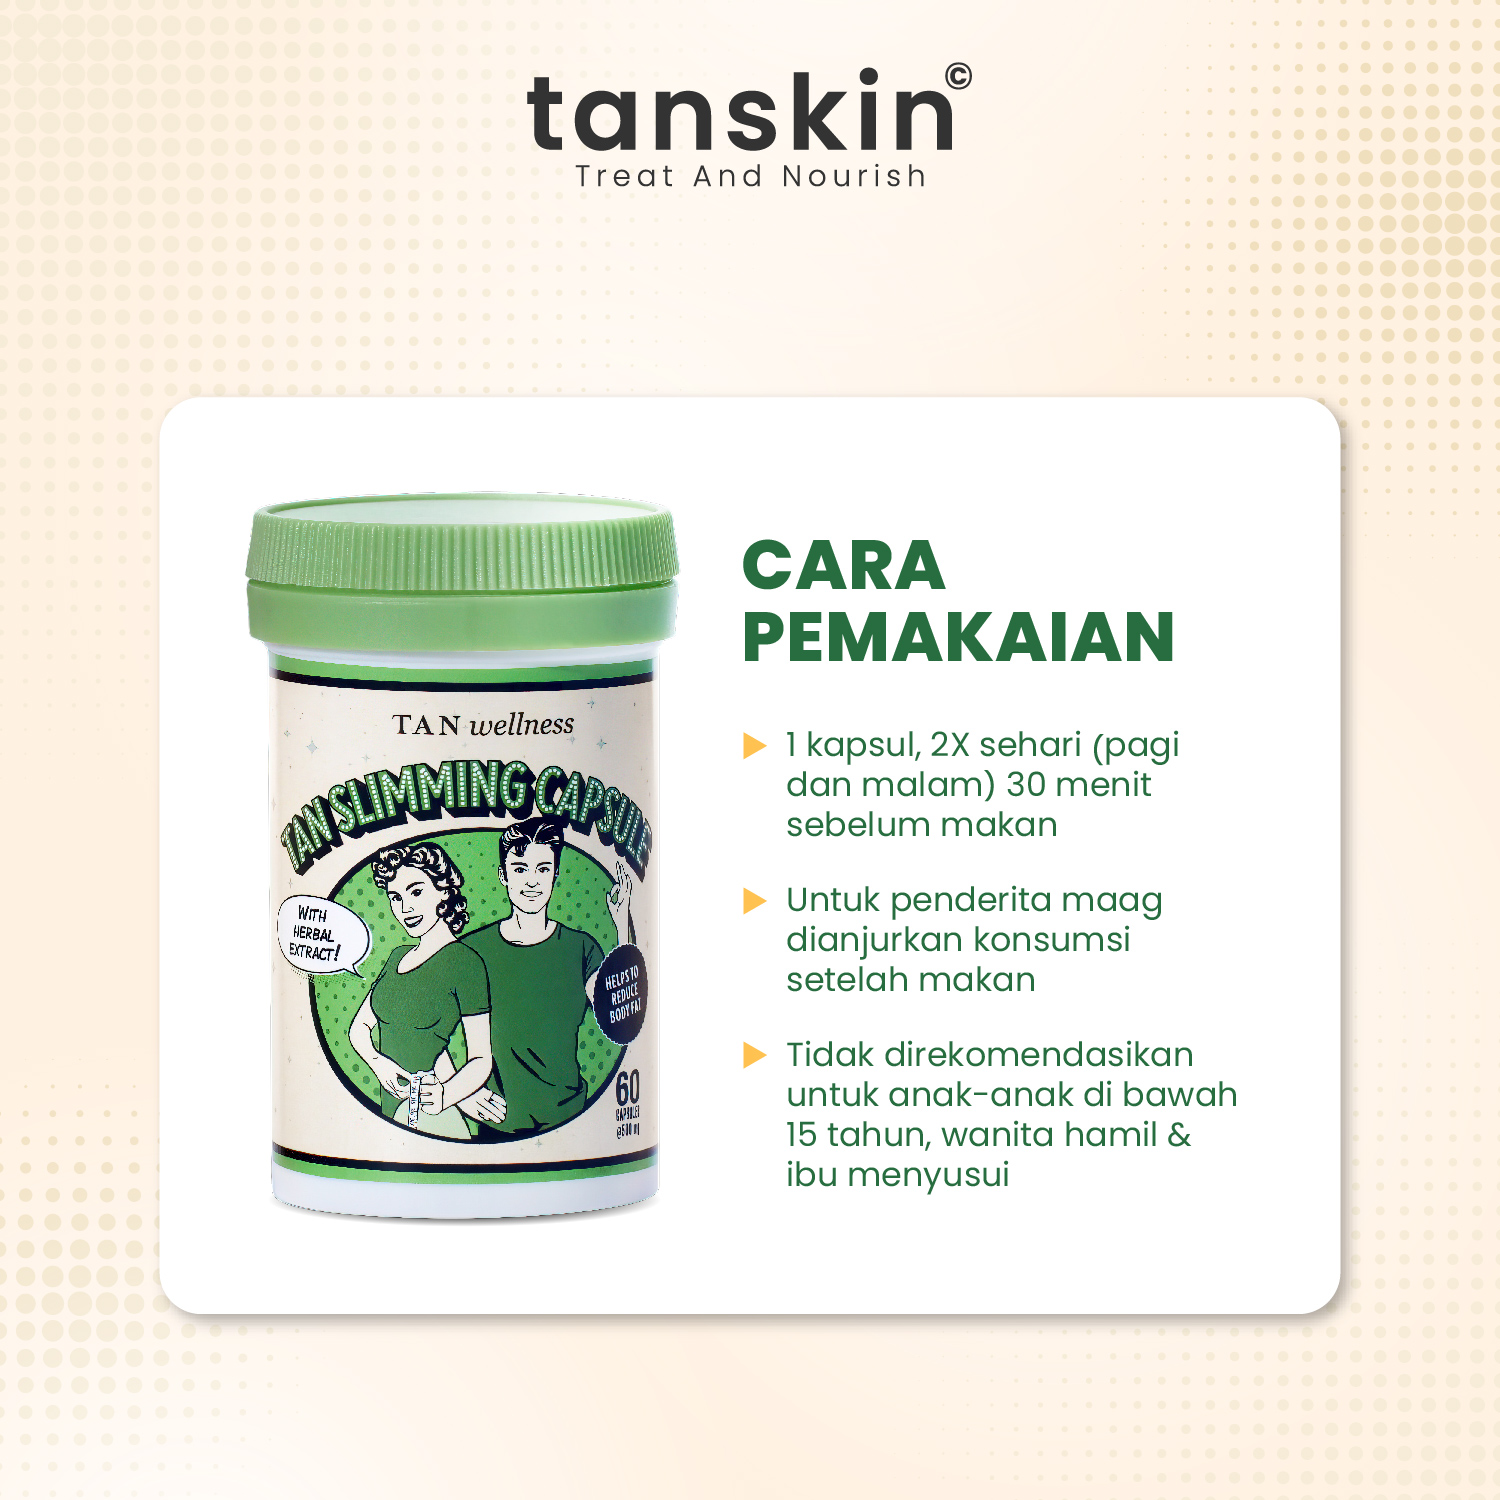 tanskin©
Treat And Nourish
CARA
PEMAKAIAN
1 kapsul, 2X sehari (pagi
dan malam) 30 menit
sebelum makan
Untuk penderita maag
dianjurkan konsumsi
setelah makan
Tidak direkomendasikan
untuk anak-anak di bawah
15 tahun, wanita hamil &
ibu menyusui
TAN wellness
TAN SLIMMING CAPSULE
WITH
HERBAL
EXTRACT!
HELPS TO
REDUCE
BODY FAT
60
CAPSULES
@500 mg